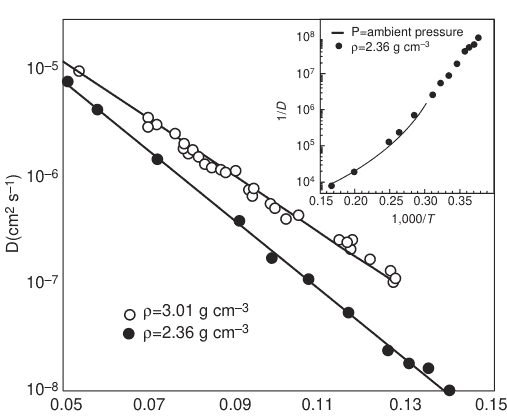 P=ambient pressure
ρ=2.36 g cm⁻³
10⁸
10⁷
10⁶
10⁵
10⁴
1/D
0.15 0.20 0.25 0.30 0.35
1,000/T
10⁻⁵
10⁻⁶
10⁻⁷
10⁻⁸
D(cm² s⁻¹)
ρ=3.01 g cm⁻³
ρ=2.36 g cm⁻³
0.05 0.07 0.09 0.11 0.13 0.15